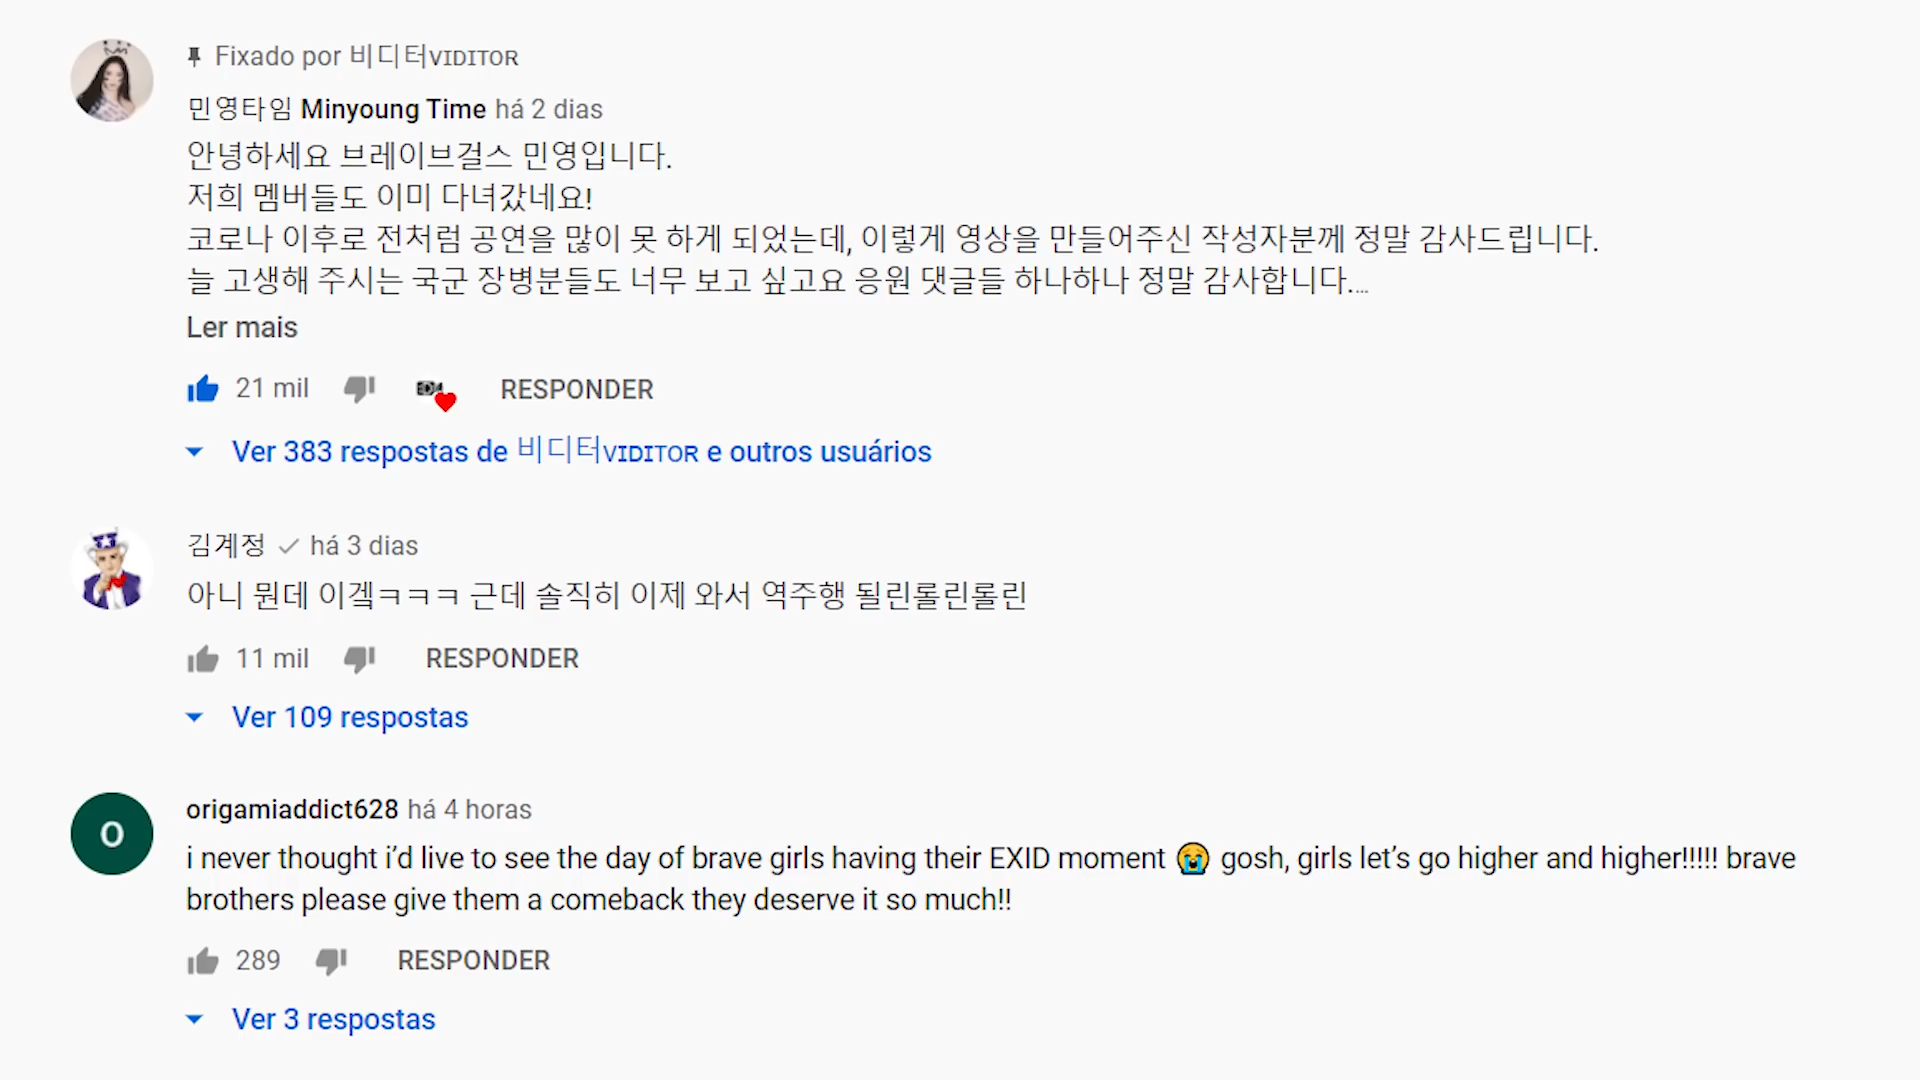 Fixado por 비디터VIDITOR
민영타임 Minyoung Time há 2 dias
안녕하세요 브레이브걸스 민영입니다.
저희 멤버들도 이미 다녀갔네요!
코로나 이후로 전처럼 공연을 많이 못 하게 되었는데, 이렇게 영상을 만들어주신 작성자분께 정말 감사드립니다.
늘 고생해 주시는 국군 장병분들도 너무 보고 싶고요 응원 댓글들 하나하나 정말 감사합니다....
Ler mais
21 mil RESPONDER
Ver 383 respostas de 비디터VIDITOR e outros usuários
김계정 há 3 dias
아니 뭔데 이겤ㅋㅋㅋ 근데 솔직히 이제 와서 역주행 될린롤린롤린
11 mil RESPONDER
Ver 109 respostas
O
origamiaddict628 há 4 horas
i never thought i’d live to see the day of brave girls having their EXID moment 😭 gosh, girls let’s go higher and higher!!!!! brave
brothers please give them a comeback they deserve it so much!!
289 RESPONDER
Ver 3 respostas